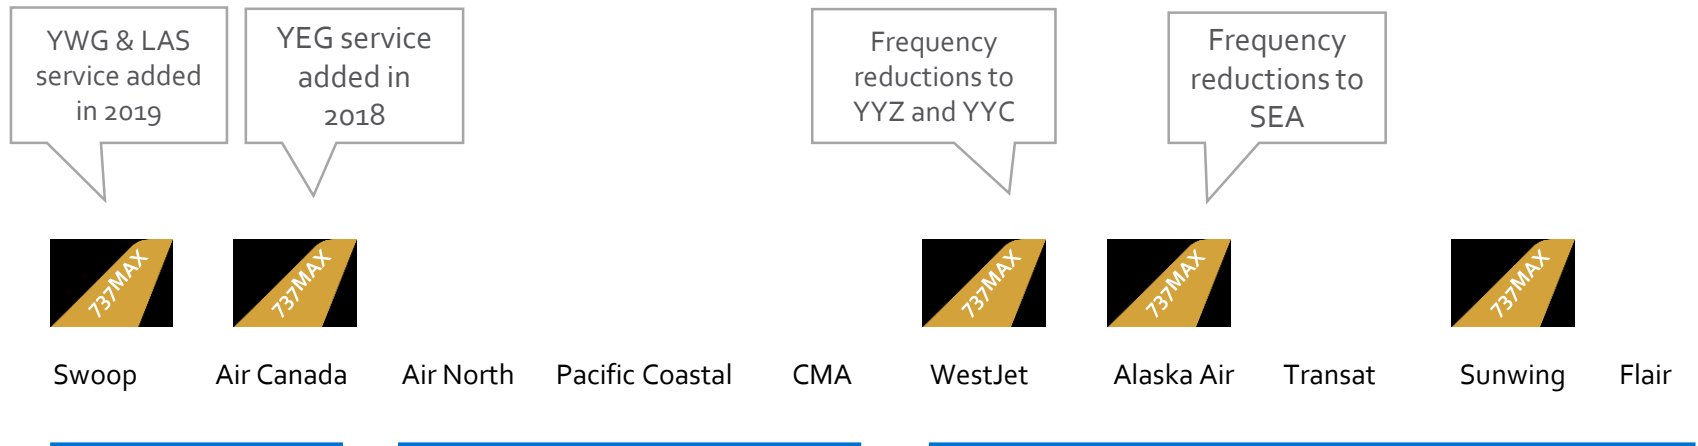 YWG & LAS
service added
in 2019
YEG service
added in
2018
Frequency
reductions to
YYZ and YYC
Frequency
reductions to
SEA
737MAX
737MAX
737MAX
737MAX
737MAX
Swoop
Air Canada
Air North
Pacific Coastal
CMA
WestJet
Alaska Air
Transat
Sunwing
Flair